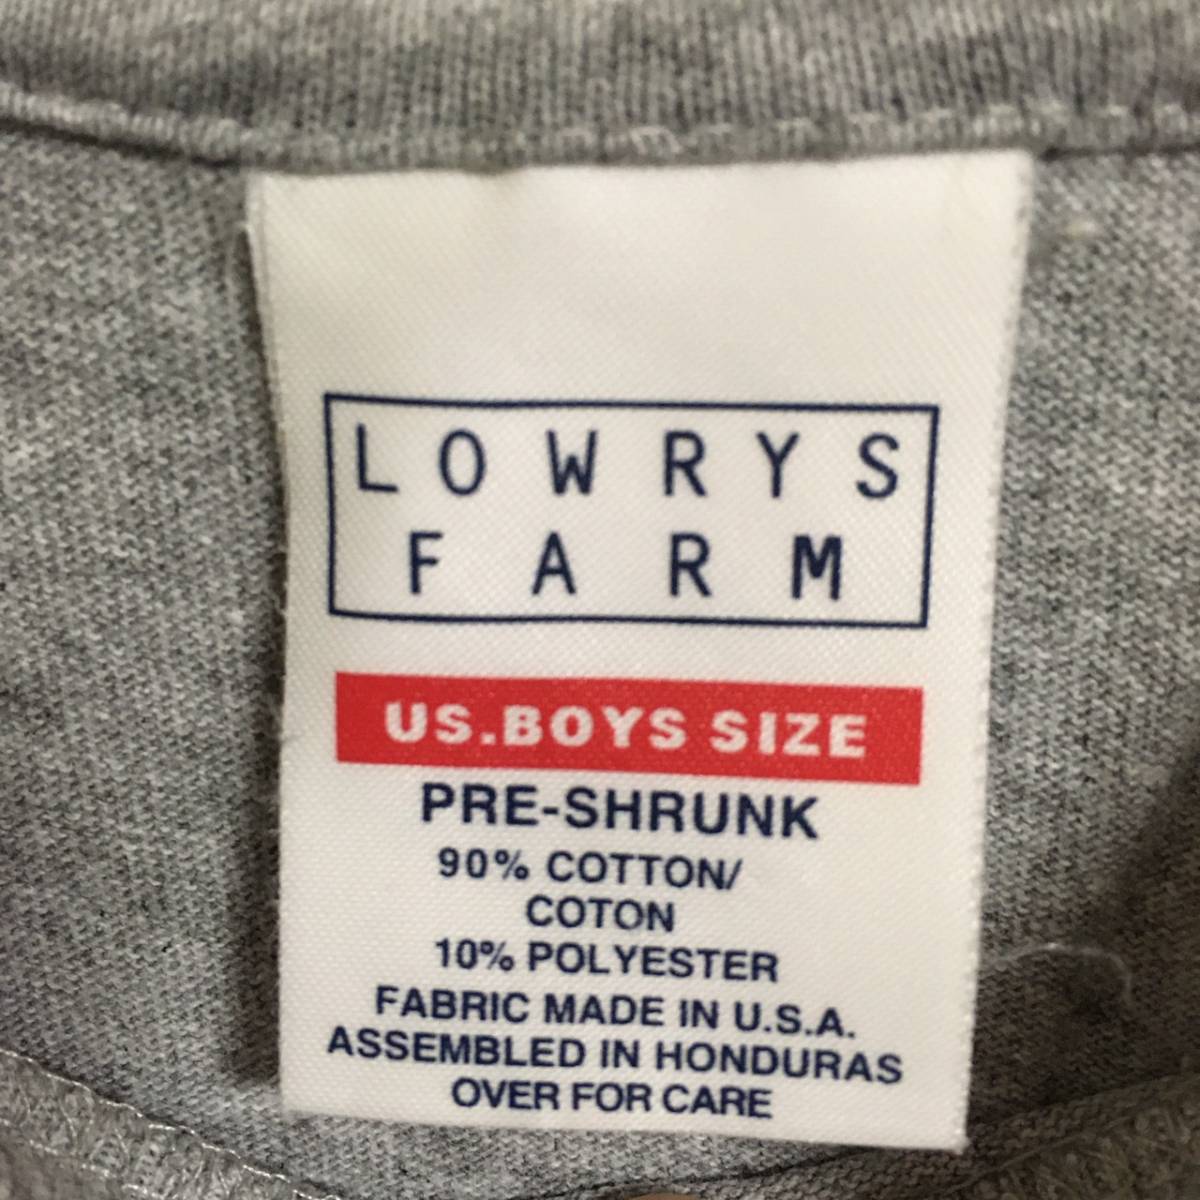 LOWRYS
FARM
US.BOYS SIZE
PRE-SHRUNK
90% COTTON/
COTON
10% POLYESTER
FABRIC MADE IN U.S.A.
ASSEMBLED IN HONDURAS
OVER FOR CARE